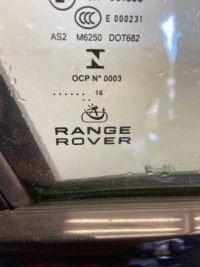 E 000231
AS2 M6250 DOT682
N
OCP N° 0003
....... 16
RANGE
ROVER